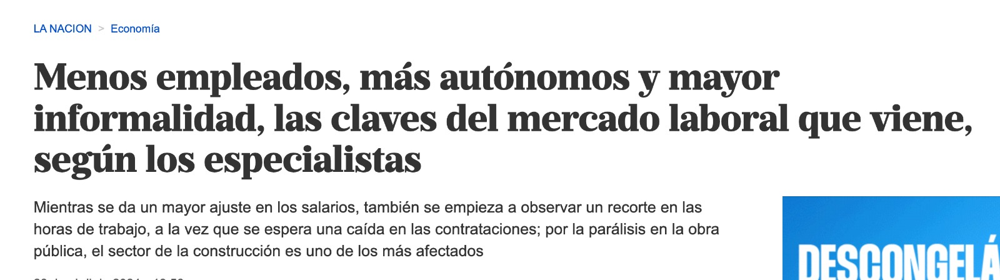 LA NACION > Economía
Menos empleados, más autónomos y mayor
informalidad, las claves del mercado laboral que viene,
según los especialistas
Mientras se da un mayor ajuste en los salarios, también se empieza a observar un recorte en las
horas de trabajo, a la vez que se espera una caída en las contrataciones; por la parálisis en la obra
pública, el sector de la construcción es uno de los más afectados
DESCONGELÁ